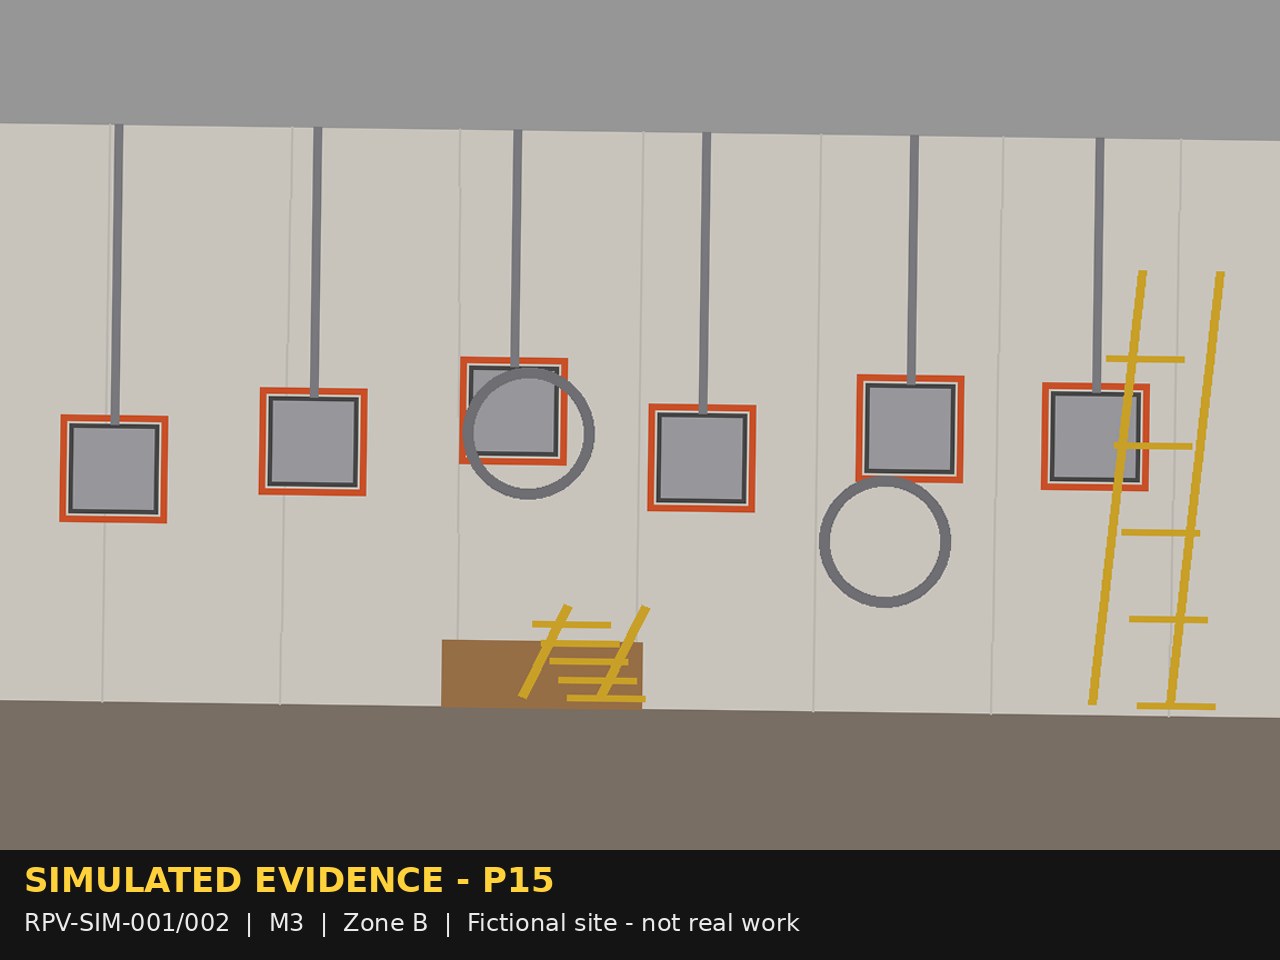 SIMULATED EVIDENCE - P15
RPV-SIM-001/002 | M3 | Zone B | Fictional site - not real work